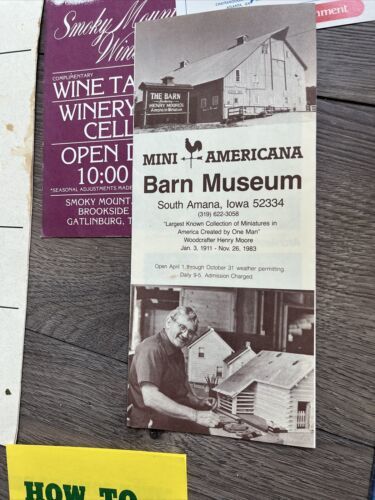 Smoky Mount
Wine
COMPLIMENTARY
WINE TA
WINERY
CELL
OPEN D
10:00
*SEASONAL ADJUSTMENTS MADE
SMOKY MOUNT
BROOKSIDE
GATLINBURG, T
THE BARN
HENRY MOORE'S
MINI AMERICANA
Barn Museum
South Amana, Iowa 52334
(319) 622-3058
"Largest Known Collection of Miniatures in
America Created by One Man"
Woodcrafter Henry Moore
Jan. 3, 1911 - Nov. 26, 1983
Open April 1 through October 31 weather permitting.
Daily 9-5. Admission Charged.
HOW TO